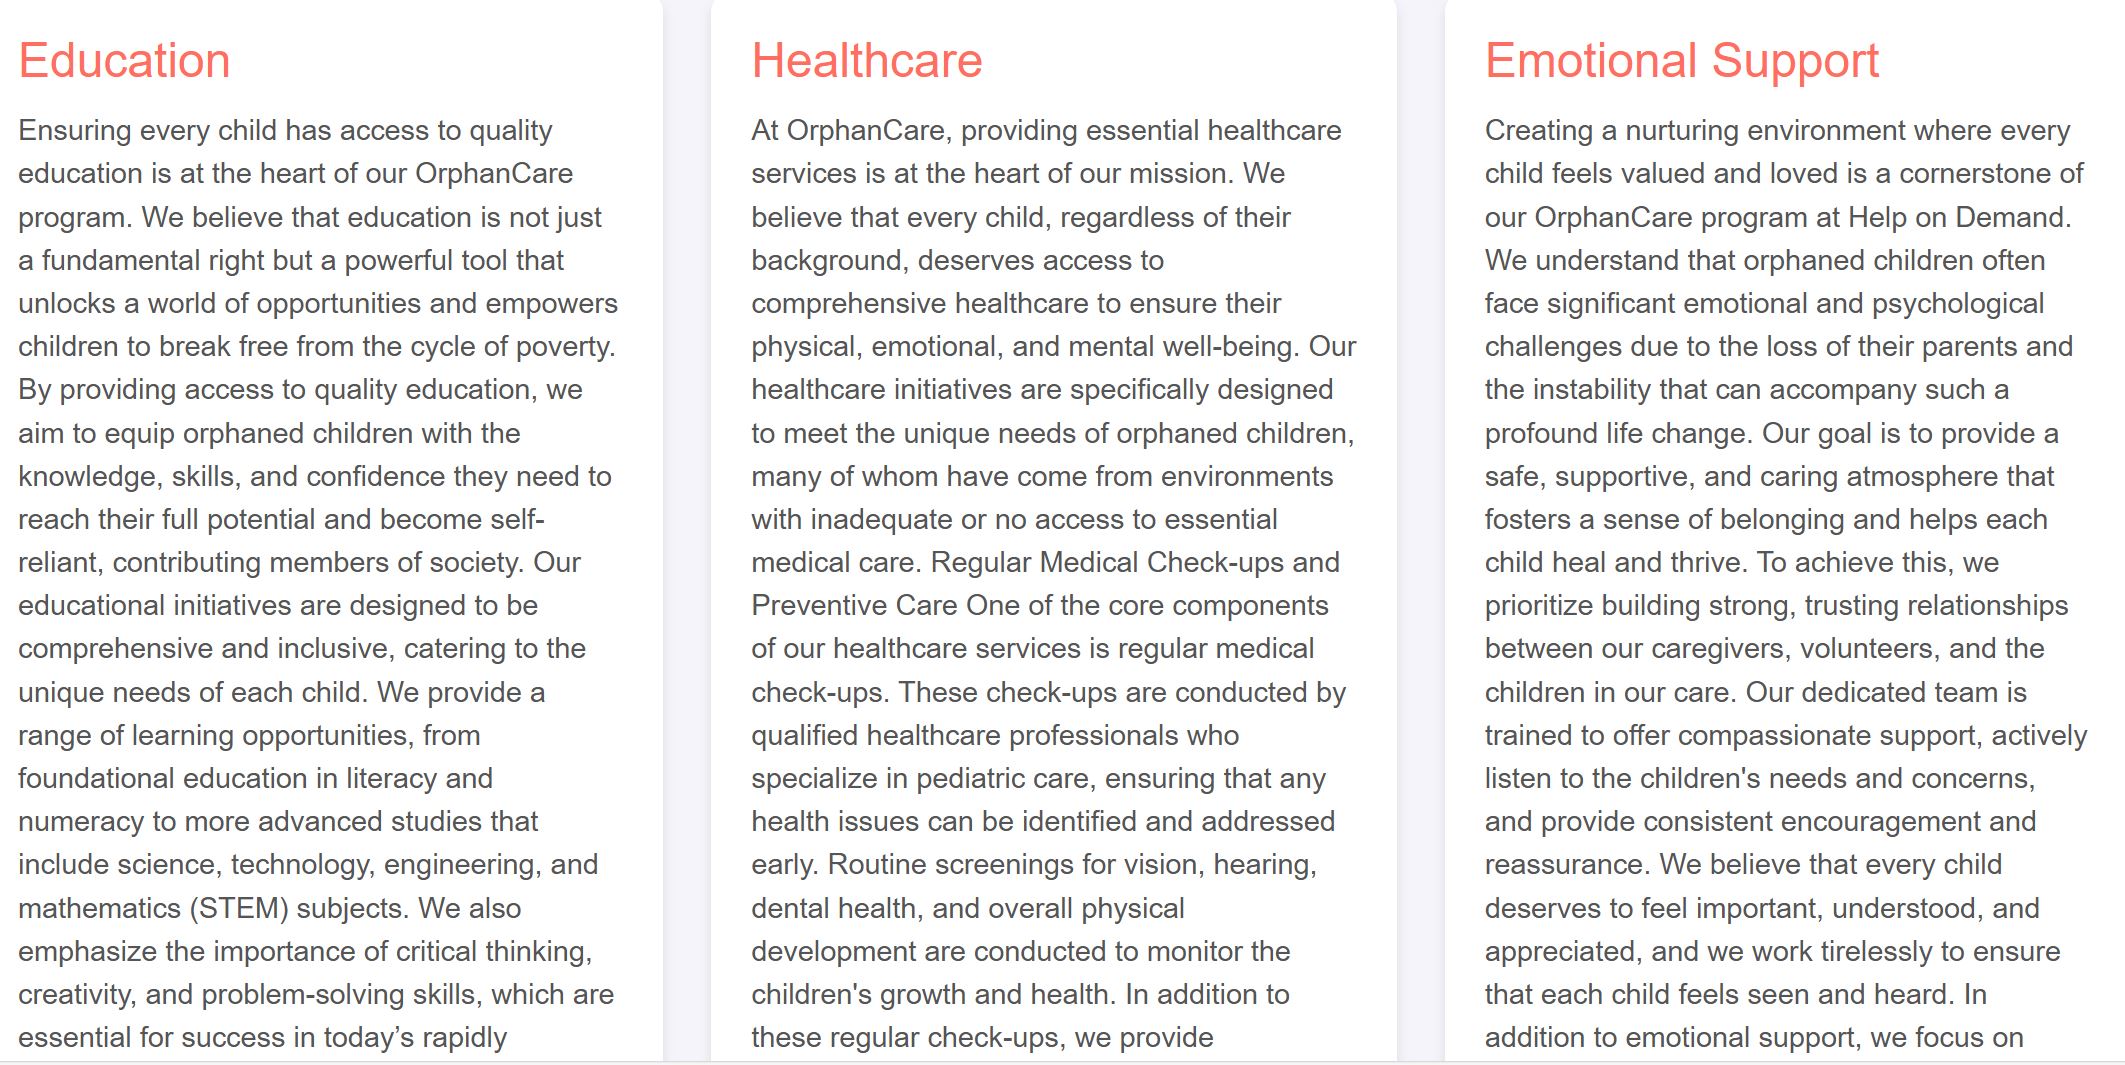 Education
Ensuring every child has access to quality
education is at the heart of our OrphanCare
program. We believe that education is not just
a fundamental right but a powerful tool that
unlocks a world of opportunities and empowers
children to break free from the cycle of poverty.
By providing access to quality education, we
aim to equip orphaned children with the
knowledge, skills, and confidence they need to
reach their full potential and become self-
reliant, contributing members of society. Our
educational initiatives are designed to be
comprehensive and inclusive, catering to the
unique needs of each child. We provide a
range of learning opportunities, from
foundational education in literacy and
numeracy to more advanced studies that
include science, technology, engineering, and
mathematics (STEM) subjects. We also
emphasize the importance of critical thinking,
creativity, and problem-solving skills, which are
essential for success in today’s rapidly
Healthcare
At OrphanCare, providing essential healthcare
services is at the heart of our mission. We
believe that every child, regardless of their
background, deserves access to
comprehensive healthcare to ensure their
physical, emotional, and mental well-being. Our
healthcare initiatives are specifically designed
to meet the unique needs of orphaned children,
many of whom have come from environments
with inadequate or no access to essential
medical care. Regular Medical Check-ups and
Preventive Care One of the core components
of our healthcare services is regular medical
check-ups. These check-ups are conducted by
qualified healthcare professionals who
specialize in pediatric care, ensuring that any
health issues can be identified and addressed
early. Routine screenings for vision, hearing,
dental health, and overall physical
development are conducted to monitor the
children's growth and health. In addition to
these regular check-ups, we provide
Emotional Support
Creating a nurturing environment where every
child feels valued and loved is a cornerstone of
our OrphanCare program at Help on Demand.
We understand that orphaned children often
face significant emotional and psychological
challenges due to the loss of their parents and
the instability that can accompany such a
profound life change. Our goal is to provide a
safe, supportive, and caring atmosphere that
fosters a sense of belonging and helps each
child heal and thrive. To achieve this, we
prioritize building strong, trusting relationships
between our caregivers, volunteers, and the
children in our care. Our dedicated team is
trained to offer compassionate support, actively
listen to the children's needs and concerns,
and provide consistent encouragement and
reassurance. We believe that every child
deserves to feel important, understood, and
appreciated, and we work tirelessly to ensure
that each child feels seen and heard. In
addition to emotional support, we focus on